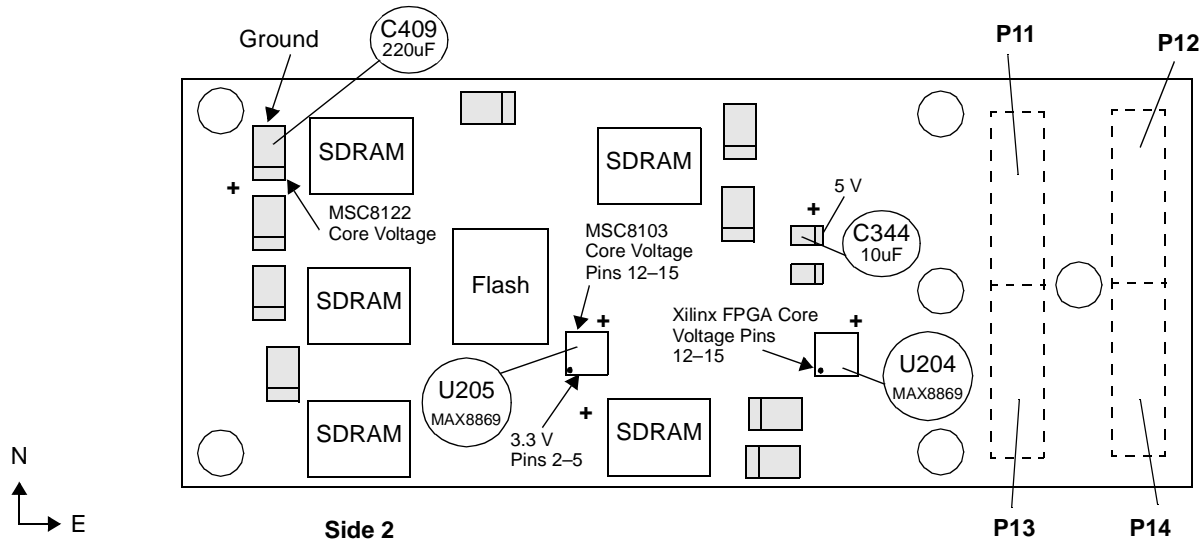 Ground
C409
220uF
P11
P12
SDRAM
SDRAM
+
MSC8122
Core Voltage
MSC8103
Core Voltage
Pins 12–15
5 V
+
C344
10uF
Flash
SDRAM
+
Xilinx FPGA Core
Voltage Pins
12–15
+
U205
MAX8869
U204
MAX8869
+
3.3 V
Pins 2–5
SDRAM
SDRAM
N
E
Side 2
P13
P14